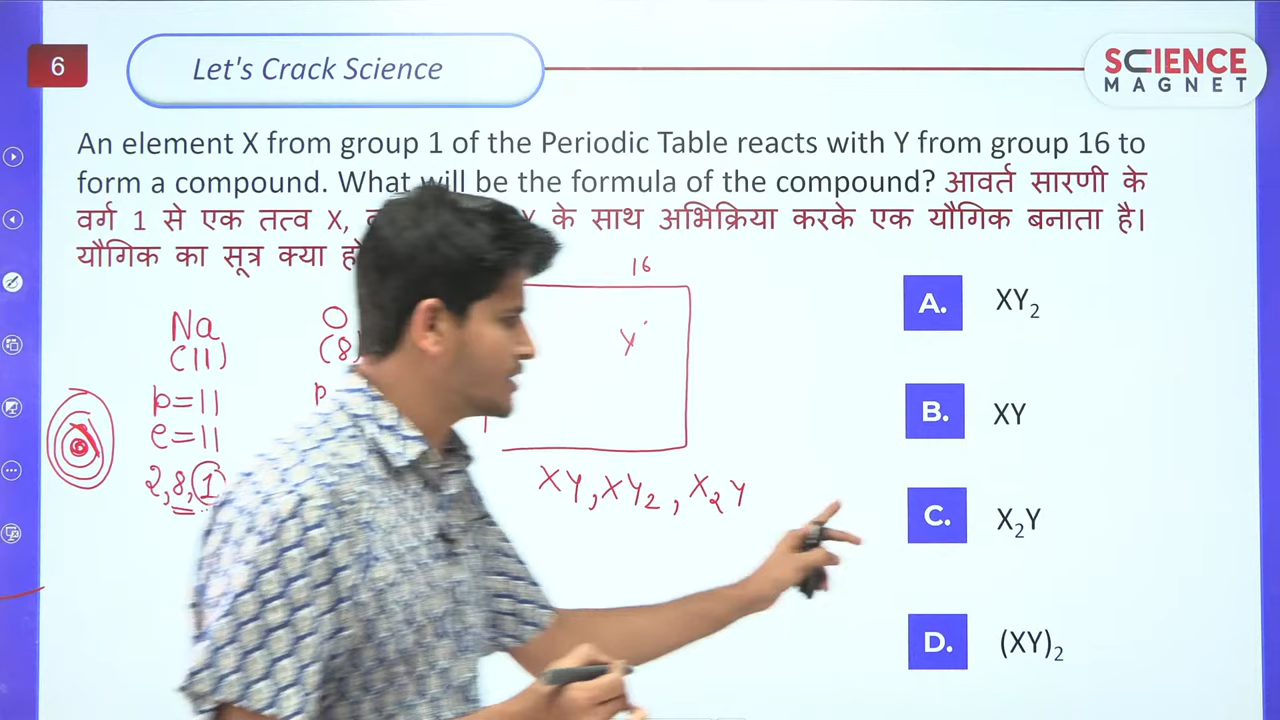 6
Let's Crack Science
SCIENCE
MAGNET
An element X from group 1 of the Periodic Table reacts with Y from group 16 to
form a compound. What will be the formula of the compound? आवर्त सारणी के
वर्ग 1 से एक तत्व X, के साथ अभिक्रिया करके एक यौगिक बनाता है।
यौगिक का सूत्र क्या
16
Na
(11)
p=11
e=11
2,8,1
O
(8)
p
Y
XY, XY₂, X₂Y
A. XY₂
B. XY
C. X₂Y
D. (XY)₂